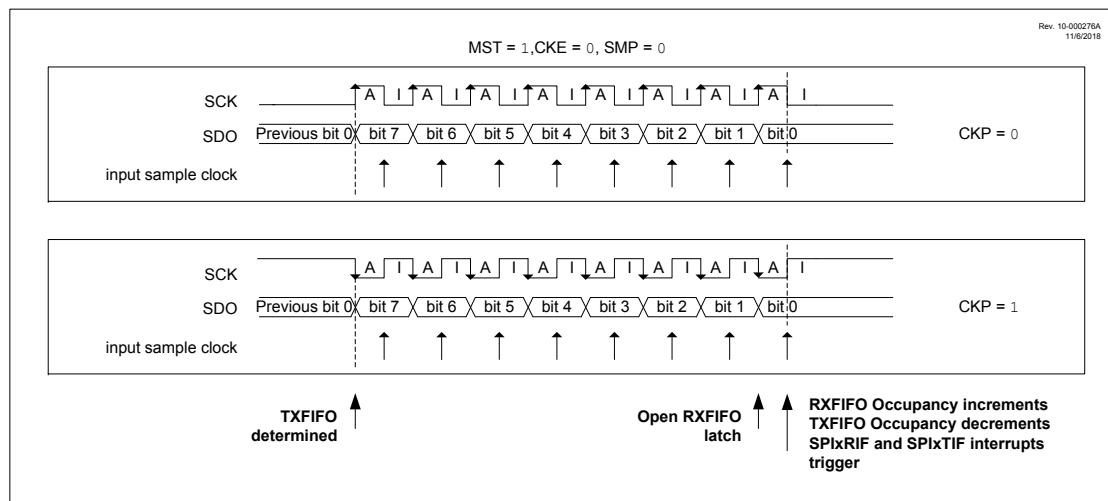 Rev. 10-000276A
11/6/2018
MST = 1,CKE = 0, SMP = 0
SCK
A I A I A I A I A I A I A I A I
SDO
Previous bit 0 bit 7 bit 6 bit 5 bit 4 bit 3 bit 2 bit 1 bit 0
CKP = 0
input sample clock
SCK
A I A I A I A I A I A I A I A I
SDO
Previous bit 0 bit 7 bit 6 bit 5 bit 4 bit 3 bit 2 bit 1 bit 0
CKP = 1
input sample clock
TXFIFO
determined
Open RXFIFO
latch
RXFIFO Occupancy increments
TXFIFO Occupancy decrements
SPIxRIF and SPIxTIF interrupts
trigger